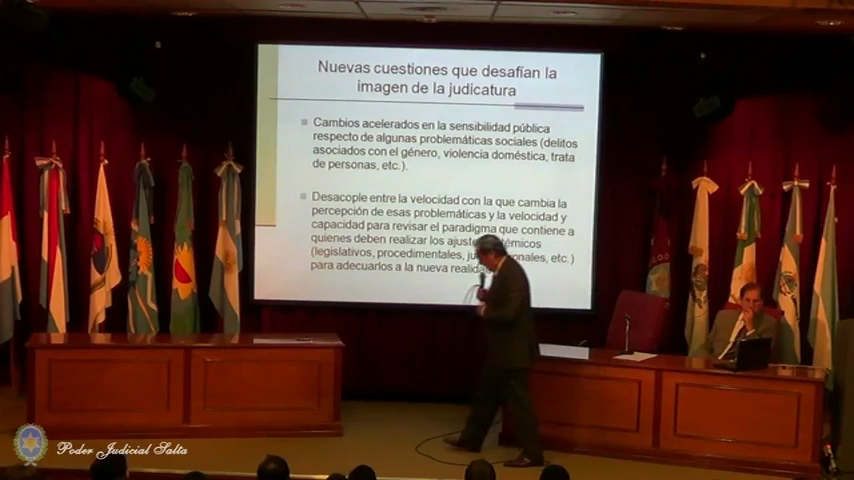 Nuevas cuestiones que desafían la
imagen de la judicatura
Cambios acelerados en la sensibilidad pública
respecto de algunas problemáticas sociales (delitos
asociados con el género, violencia doméstica, trata
de personas, etc.).
Desacople entre la velocidad con la que cambia la
percepción de esas problemáticas y la velocidad y
capacidad para revisar el paradigma que contiene a
quienes deben realizar los
(legislativos, procedimentales, etc.)
para adecuarlos a la nueva
Poder Judicial Salta